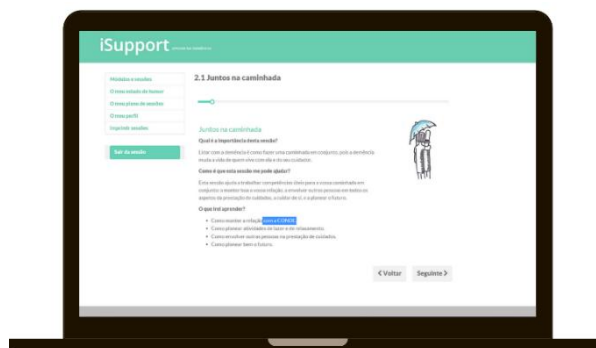 iSupport
2.1 Juntos na caminhada
Módulos e sessões
O meu estado de humor
O meu plano de sessões
O meu perfil
Imprimir sessões
Sair da sessão
Juntos na caminhada
Qual é a importância desta sessão?
Lidar com a demência é como fazer uma caminhada em conjunto, pois a demência
muda a vida de quem vive com ela e do seu cuidador.
Como é que esta sessão me pode ajudar?
Esta sessão ajuda a trabalhar competências úteis para a vossa caminhada em
conjunto: a manter boa a vossa relação, a envolver outras pessoas em todos os
aspetos da prestação de cuidados, a cuidar de si, e a planear o futuro.
O que irei aprender?
Como manter a relação com a CONOR
Como planear atividades de lazer e de relaxamento.
Como envolver outras pessoas na prestação de cuidados.
Como planear bem o futuro.
Voltar
Seguinte